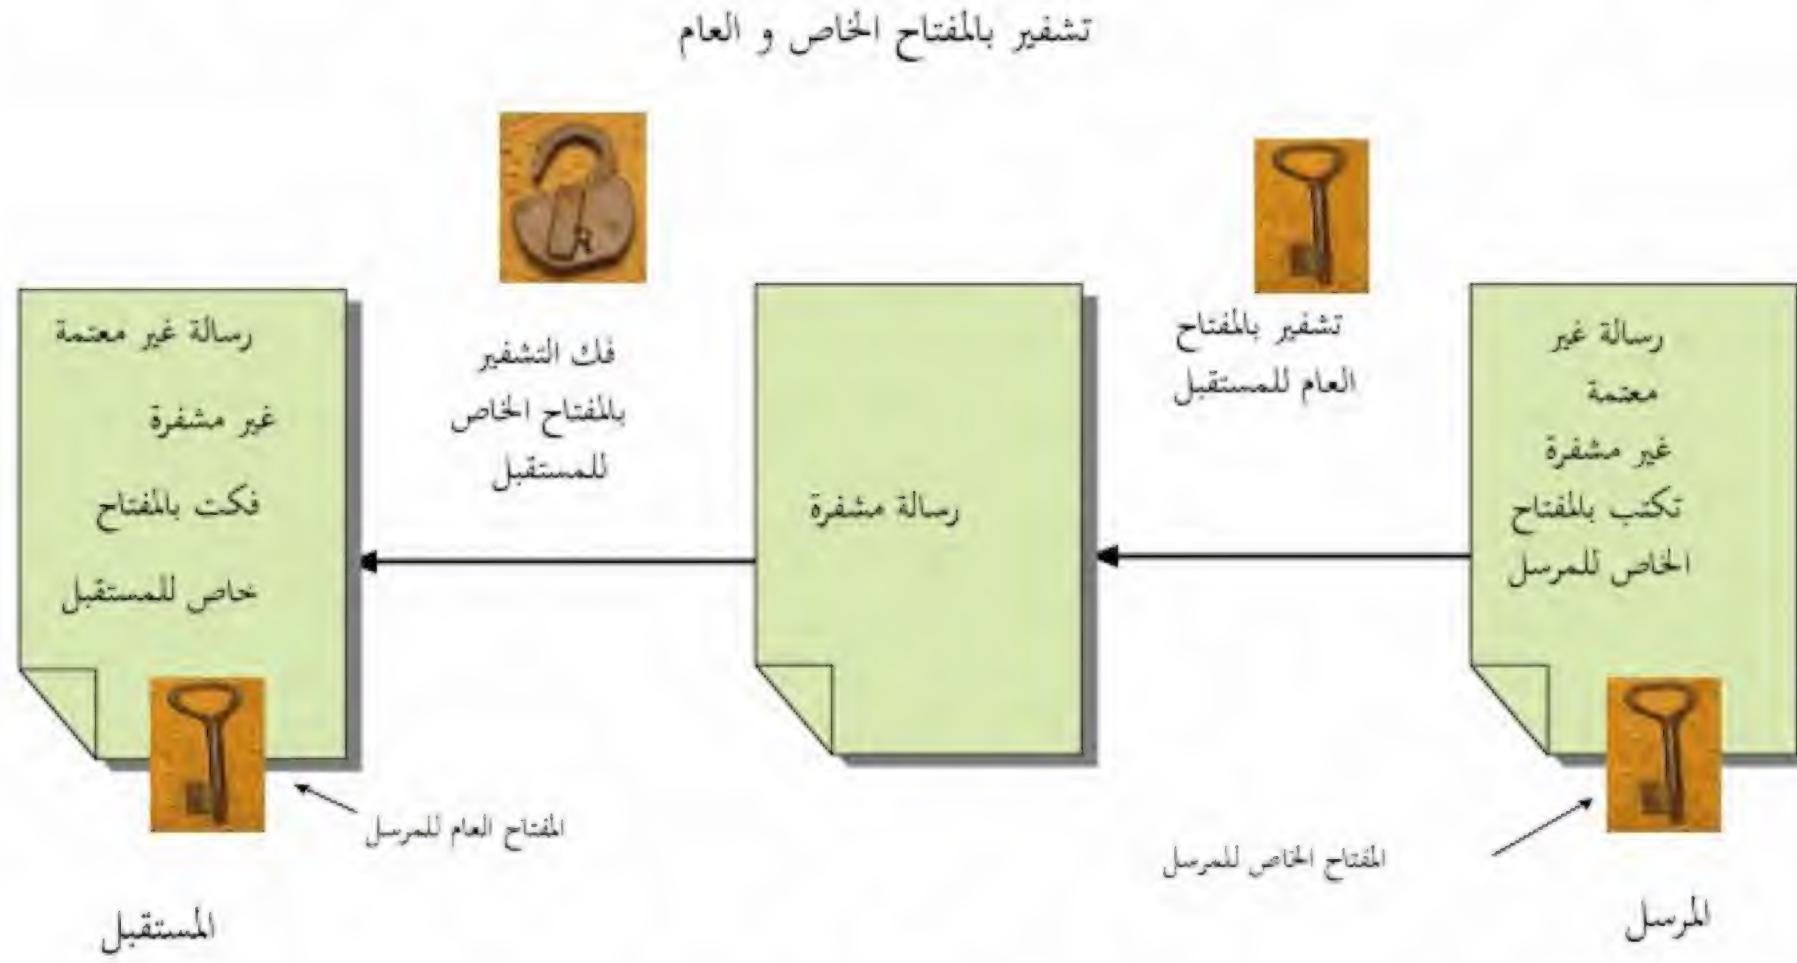 تشفير بالمفتاح الخاص و العام
رسالة غير
معتمة
غير مشفرة
تكتب بالمفتاح
الخاص للمرسل
تشفير بالمفتاح
العام للمستقبل
رسالة مشفرة
فك التشفير
بالمفتاح الخاص
للمستقبل
رسالة غير معتمة
غير مشفرة
فكت بالمفتاح
خاص للمستقبل
المفتاح الخاص للمرسل
المفتاح العام للمرسل
المرسل
المستقبل